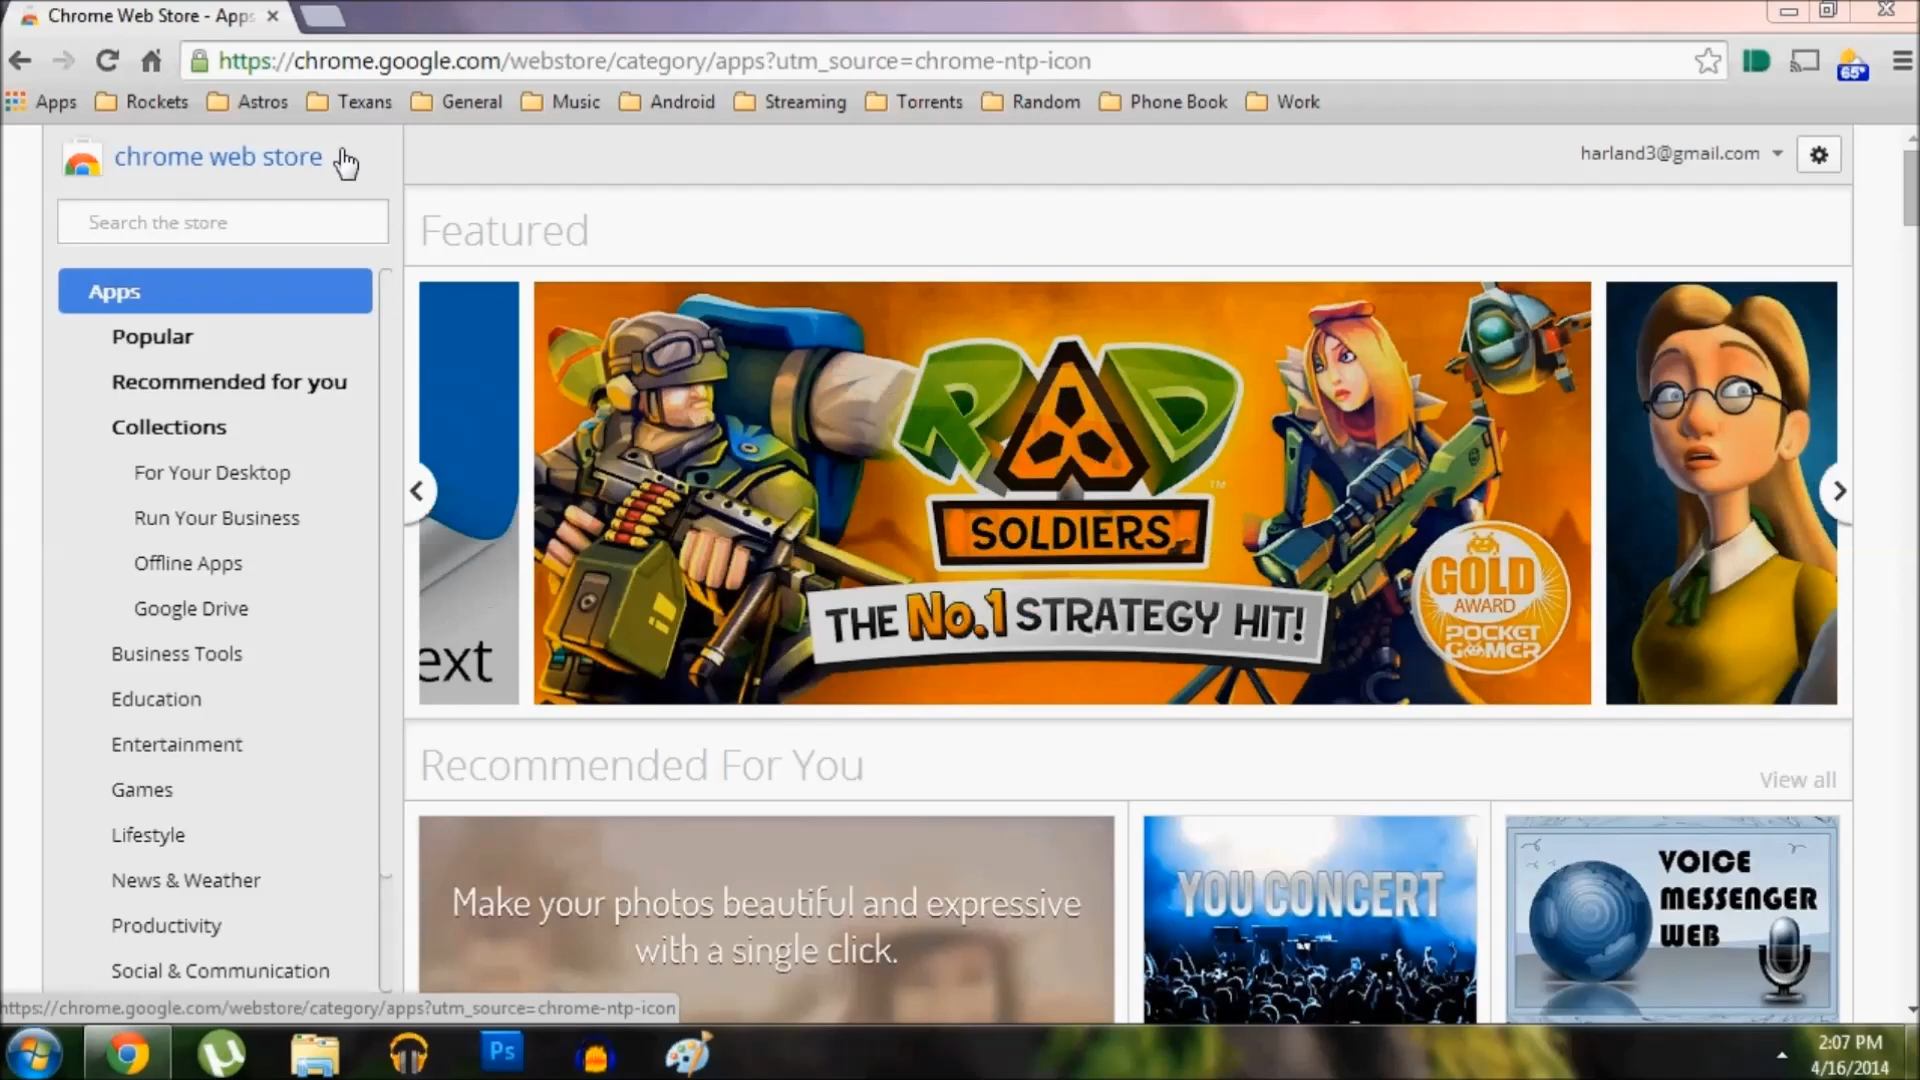 Chrome Web Store - Apps
https://chrome.google.com/webstore/category/apps?utm_source=chrome-ntp-icon
65°
Apps Rockets Astros Texans General Music Android Streaming Torrents Random Phone Book Work
chrome web store
harland3@gmail.com
Search the store
Featured
Apps
Popular
Recommended for you
Collections
For Your Desktop
Run Your Business
Offline Apps
Google Drive
Business Tools
Education
Entertainment
Games
Lifestyle
News & Weather
Productivity
Social & Communication
ext
RAD
™
SOLDIERS
THE No.1 STRATEGY HIT!
GOLD
AWARD
POCKET
GAMER
Recommended For You
View all
Make your photos beautiful and expressive
with a single click.
YOU CONCERT
VOICE
MESSENGER
WEB
https://chrome.google.com/webstore/category/apps?utm_source=chrome-ntp-icon
Ps
2:07 PM
4/16/2014